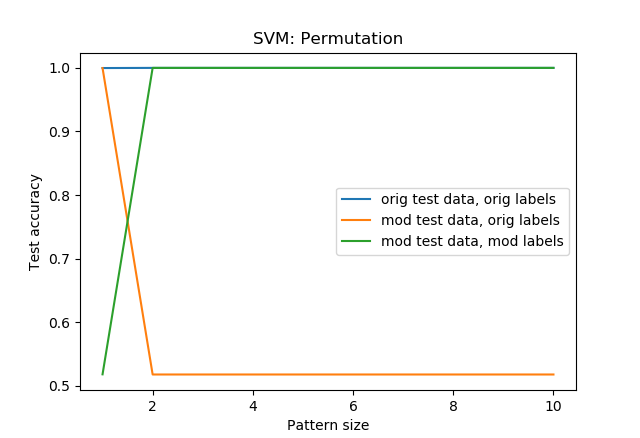 SVM: Permutation
1.0
0.9
0.8
0.7
0.6
0.5
Test accuracy
orig test data, orig labels
mod test data, orig labels
mod test data, mod labels
2
4
6
8
10
Pattern size